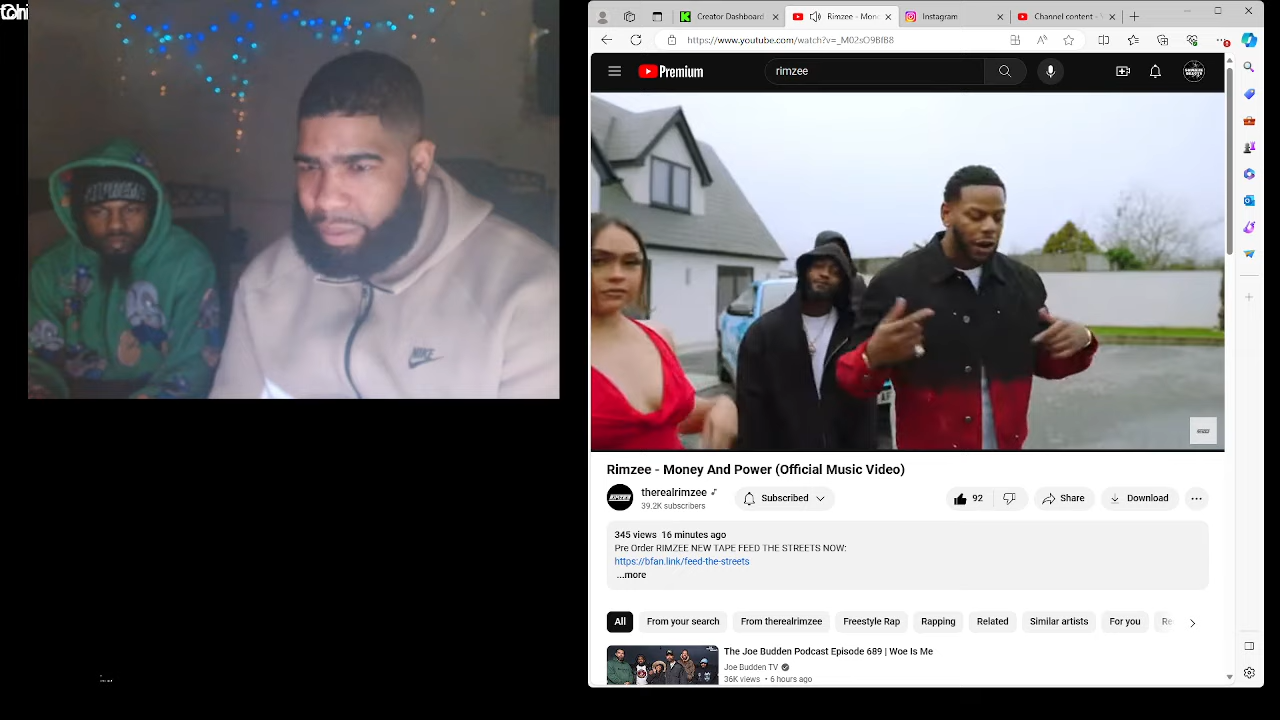 Creator Dashboard
Rimzee - Mon
Instagram
Channel content -
https://www.youtube.com/watch?v=_M02sO9BfB8
Premium
rimzee
NIKE
Rimzee - Money And Power (Official Music Video)
therealrimzee
39.2K subscribers
Subscribed
92
Share
Download
345 views 16 minutes ago
Pre Order RIMZEE NEW TAPE FEED THE STREETS NOW:
https://bfan.link/feed-the-streets
...more
All
From your search
From therealrimzee
Freestyle Rap
Rapping
Related
Similar artists
For you
Re
The Joe Budden Podcast Episode 689 | Woe Is Me
Joe Budden TV
36K views • 6 hours ago